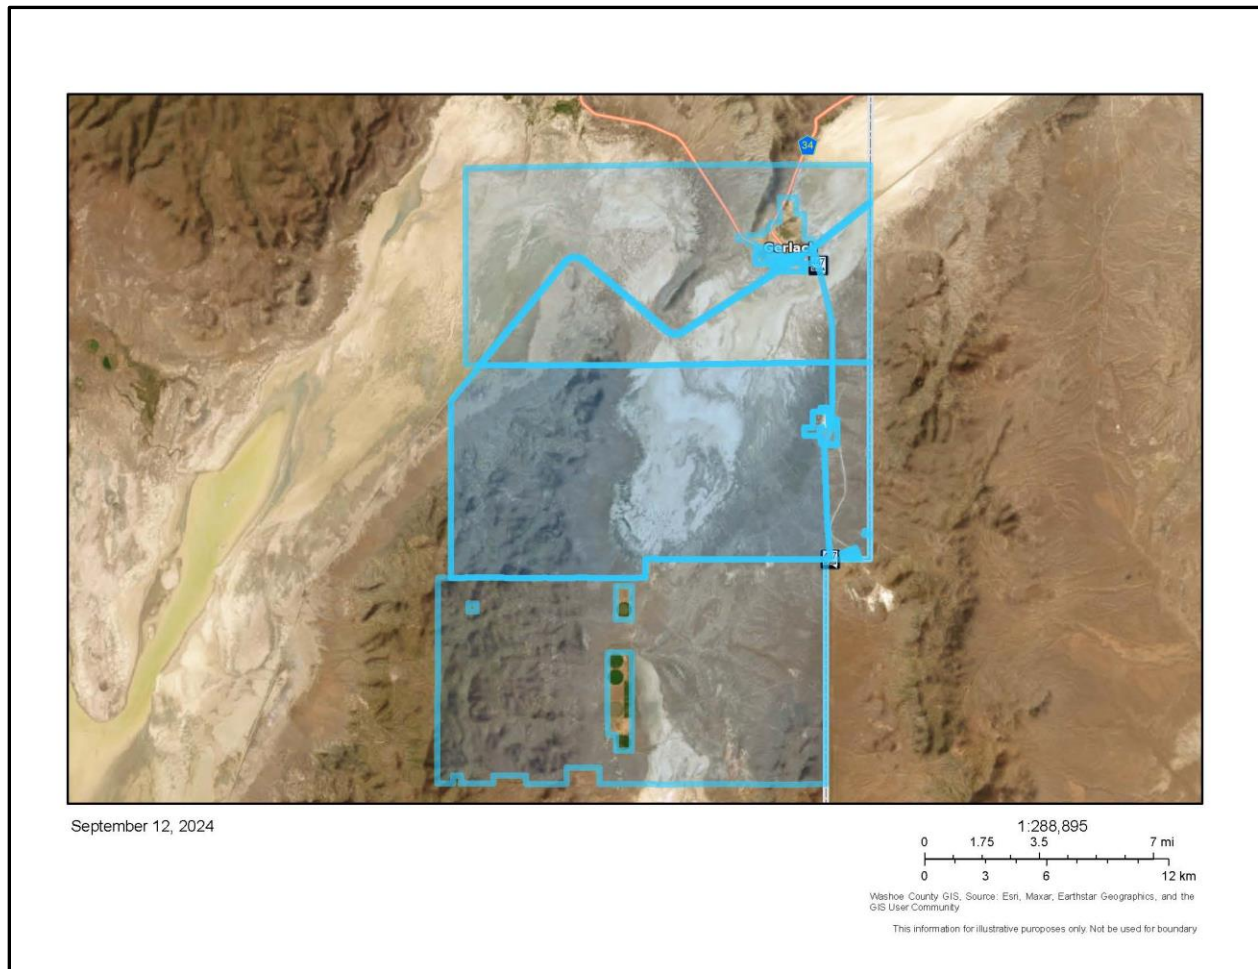 34
Gerlach
September 12, 2024
1:288,895
0 1.75 3.5 7 mi
0 3 6 12 km
Washoe County GIS, Source: Esri, Maxar, Earthstar Geographics, and the
GIS User Community
This information for illustrative puroposes only. Not be used for boundary